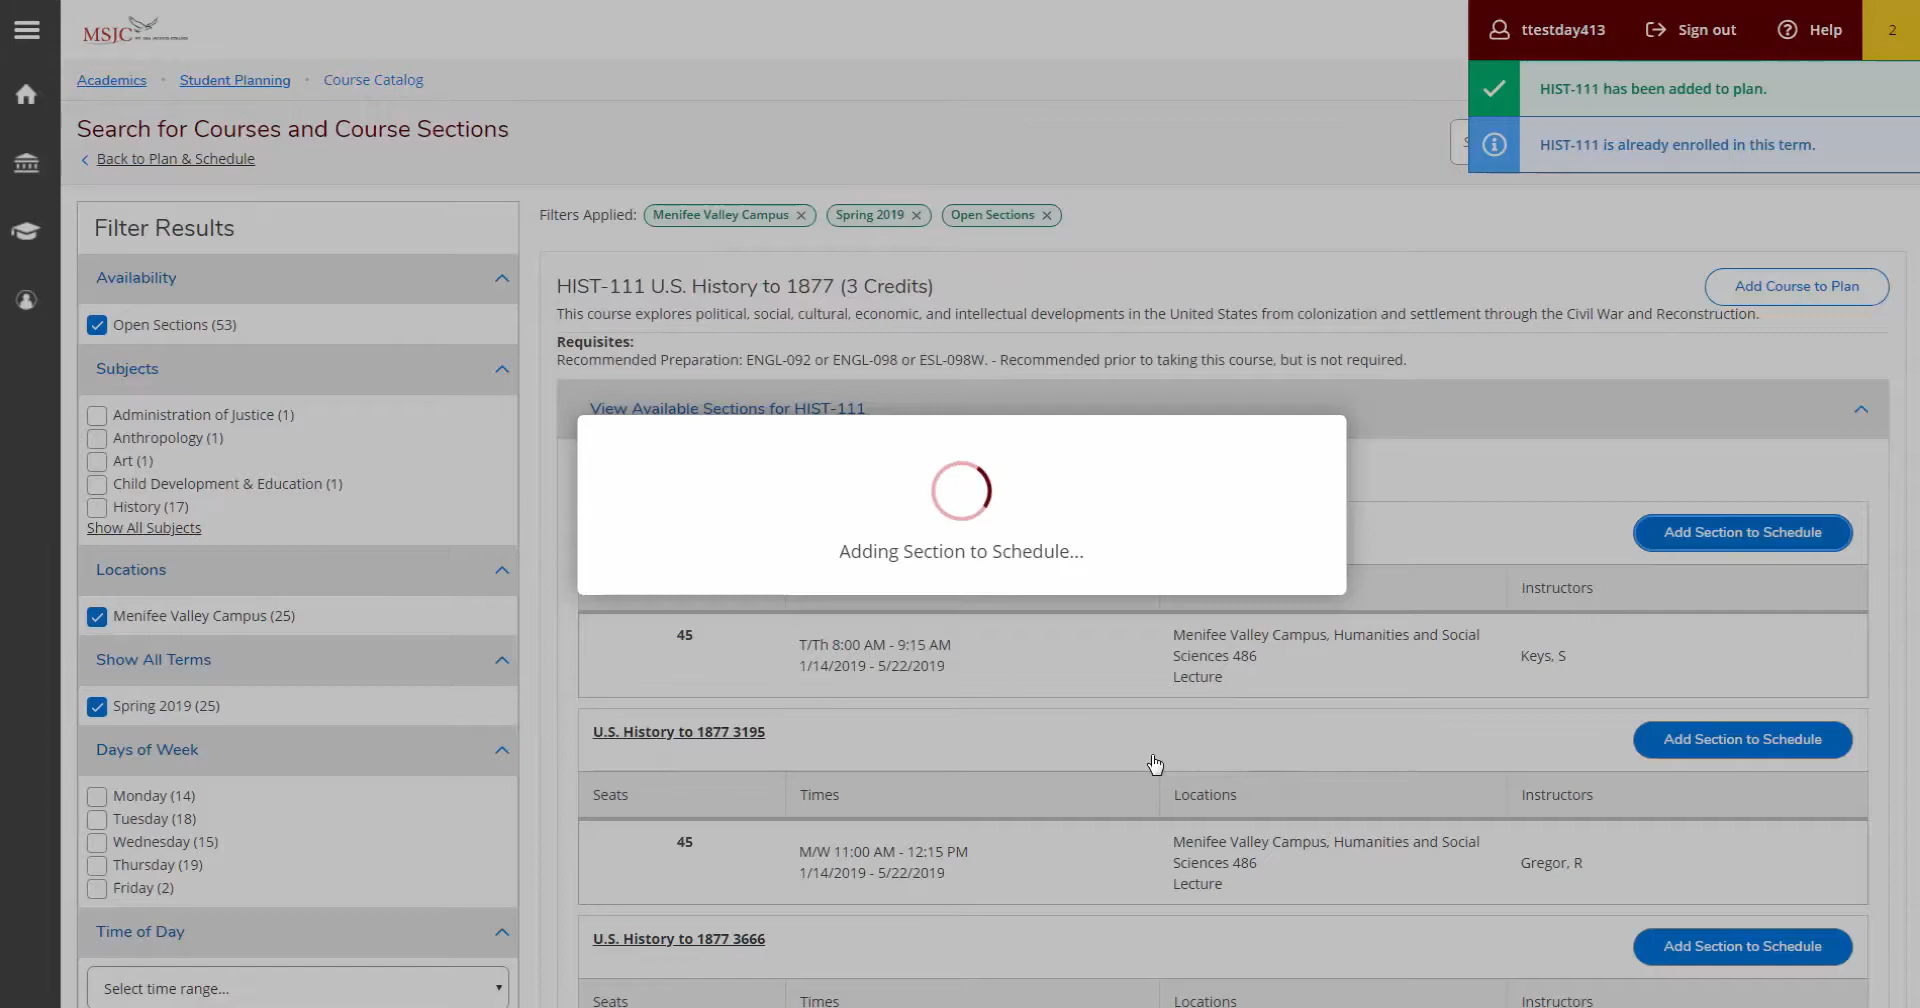 MSJC
ttestday413
Sign out
Help
2
Academics
Student Planning
Course Catalog
HIST-111 has been added to plan.
HIST-111 is already enrolled in this term.
Search for Courses and Course Sections
Back to Plan & Schedule
Filter Results
Availability
Open Sections (53)
Subjects
Administration of Justice (1)
Anthropology (1)
Art (1)
Child Development & Education (1)
History (17)
Show All Subjects
Locations
Menifee Valley Campus (25)
Show All Terms
Spring 2019 (25)
Days of Week
Monday (14)
Tuesday (18)
Wednesday (15)
Thursday (19)
Friday (2)
Time of Day
Select time range...
Filters Applied:
Menifee Valley Campus
Spring 2019
Open Sections
HIST-111 U.S. History to 1877 (3 Credits)
Add Course to Plan
This course explores political, social, cultural, economic, and intellectual developments in the United States from colonization and settlement through the Civil War and Reconstruction.
Requisites:
Recommended Preparation: ENGL-092 or ENGL-098 or ESL-098W. - Recommended prior to taking this course, but is not required.
View Available Sections for HIST-111
Adding Section to Schedule...
Add Section to Schedule
Instructors
45
T/Th 8:00 AM - 9:15 AM
1/14/2019 - 5/22/2019
Menifee Valley Campus, Humanities and Social
Sciences 486
Lecture
Keys, S
U.S. History to 1877 3195
Add Section to Schedule
Seats
Times
Locations
Instructors
45
M/W 11:00 AM - 12:15 PM
1/14/2019 - 5/22/2019
Menifee Valley Campus, Humanities and Social
Sciences 486
Lecture
Gregor, R
U.S. History to 1877 3666
Add Section to Schedule
Seats
Times
Locations
Instructors